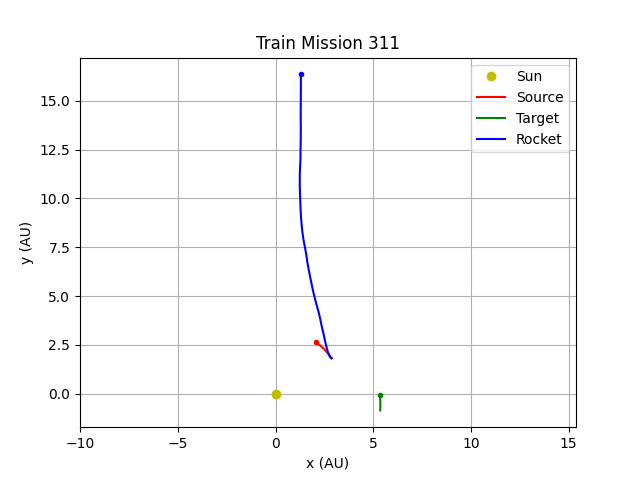 Train Mission 311
Sun
Source
Target
Rocket
15.0
12.5
10.0
7.5
5.0
2.5
0.0
y (AU)
−10
−5
0
5
10
15
x (AU)